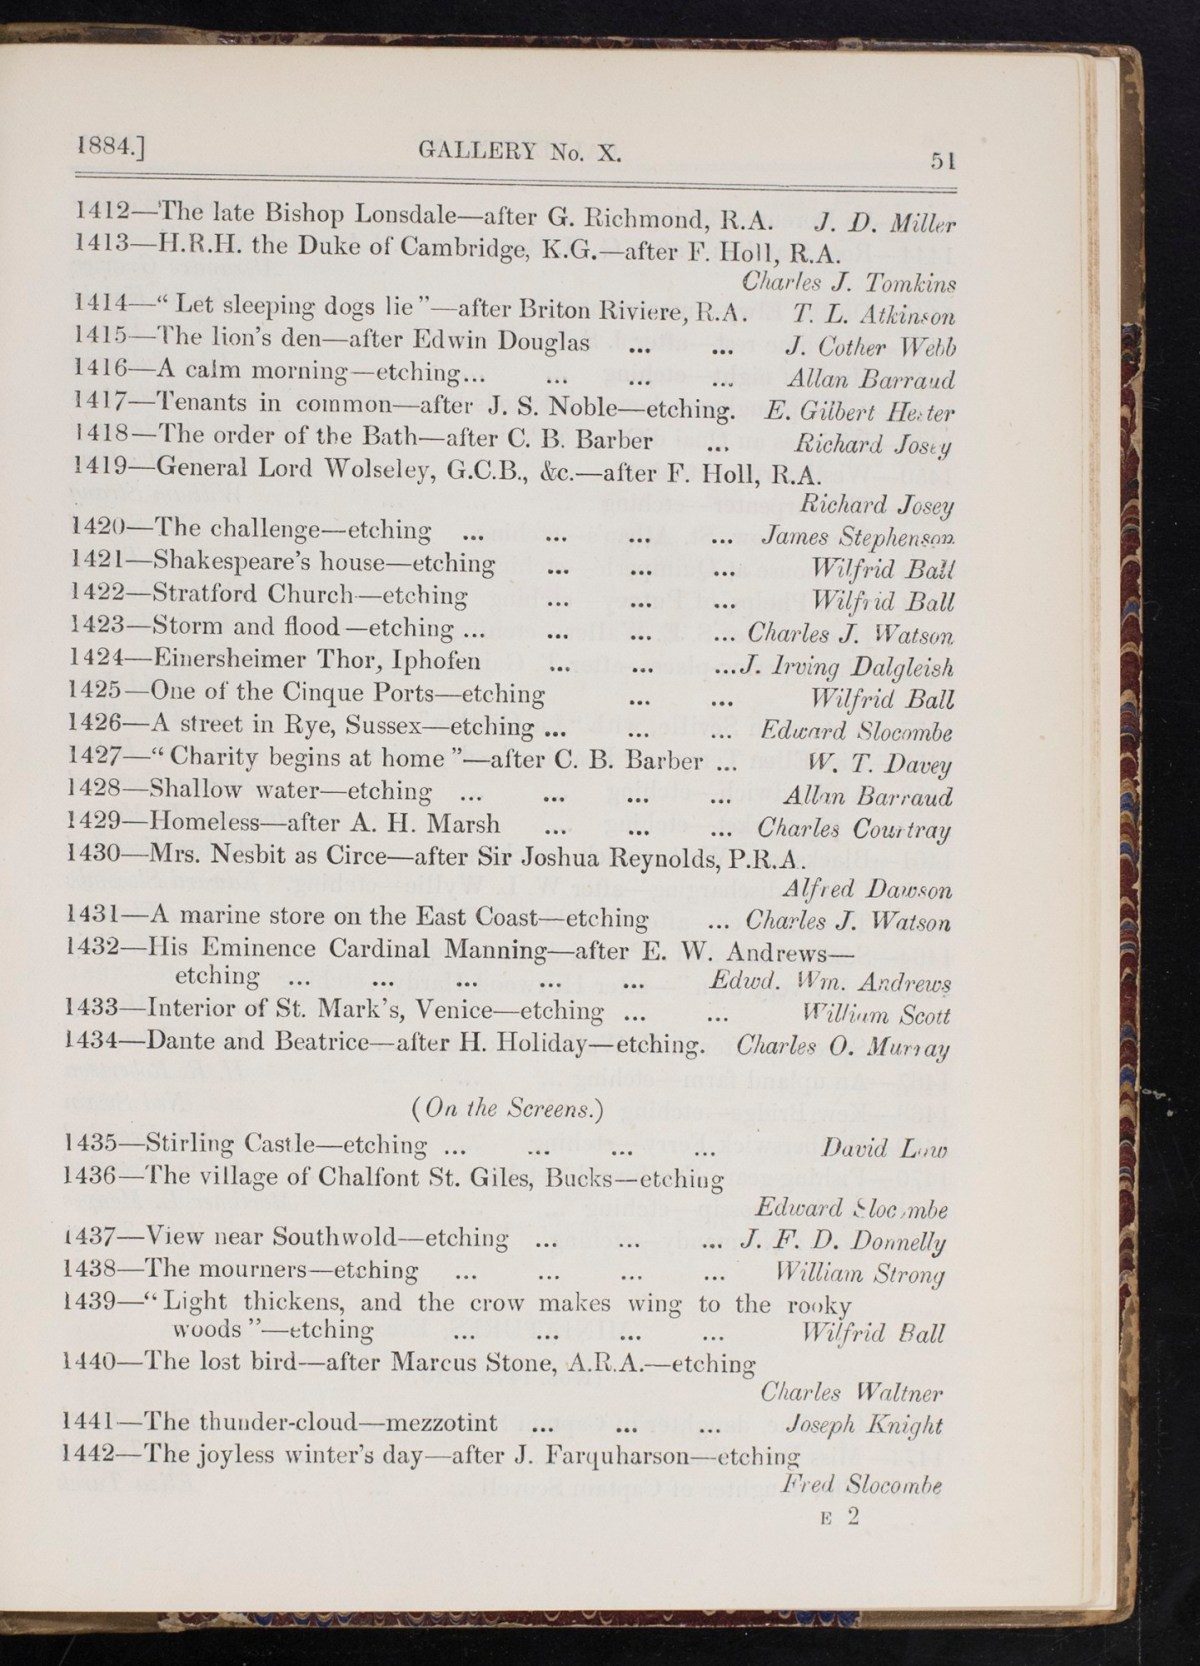 1884.] GALLERY No. X. 51
1412—The late Bishop Lonsdale—after G. Richmond, R.A. J. D. Miller
1413—H.R.H. the Duke of Cambridge, K.G.—after F. Holl, R.A.
Charles J. Tomkins
1414—“Let sleeping dogs lie”—after Briton Riviere, R.A. T. L. Atkinson
1415—The lion’s den—after Edwin Douglas ... ... J. Cother Webb
1416—A calm morning—etching... ... ... ... Allan Barraud
1417—Tenants in common—after J. S. Noble—etching. E. Gilbert Hester
1418—The order of the Bath—after C. B. Barber ... Richard Josey
1419—General Lord Wolseley, G.C.B., &c.—after F. Holl, R.A.
Richard Josey
1420—The challenge—etching ... ... ... ... James Stephenson
1421—Shakespeare’s house—etching ... ... ... Wilfrid Ball
1422—Stratford Church—etching ... ... ... Wilfrid Ball
1423—Storm and flood—etching ... ... ... ... Charles J. Watson
1424—Einersheimer Thor, Iphofen ... ... ...J. Irving Dalgleish
1425—One of the Cinque Ports—etching ... ... Wilfrid Ball
1426—A street in Rye, Sussex—etching ... ... ... Edward Slocombe
1427—“Charity begins at home”—after C. B. Barber ... W. T. Davey
1428—Shallow water—etching ... ... ... ... Allan Barraud
1429—Homeless—after A. H. Marsh ... ... ... Charles Courtray
1430—Mrs. Nesbit as Circe—after Sir Joshua Reynolds, P.R.A.
Alfred Dawson
1431—A marine store on the East Coast—etching ... Charles J. Watson
1432—His Eminence Cardinal Manning—after E. W. Andrews—
etching ... ... ... ... ... Edwd. Wm. Andrews
1433—Interior of St. Mark’s, Venice—etching ... ... William Scott
1434—Dante and Beatrice—after H. Holiday—etching. Charles O. Murray
(On the Screens.)
1435—Stirling Castle—etching ... ... ... ... David Law
1436—The village of Chalfont St. Giles, Bucks—etching
Edward Slocombe
1437—View near Southwold—etching ... ... ... J. F. D. Donnelly
1438—The mourners—etching ... ... ... ... William Strong
1439—“Light thickens, and the crow makes wing to the rooky
woods”—etching ... ... ... ... Wilfrid Ball
1440—The lost bird—after Marcus Stone, A.R.A.—etching
Charles Waltner
1441—The thunder-cloud—mezzotint ... ... ... Joseph Knight
1442—The joyless winter’s day—after J. Farquharson—etching
Fred Slocombe
E 2